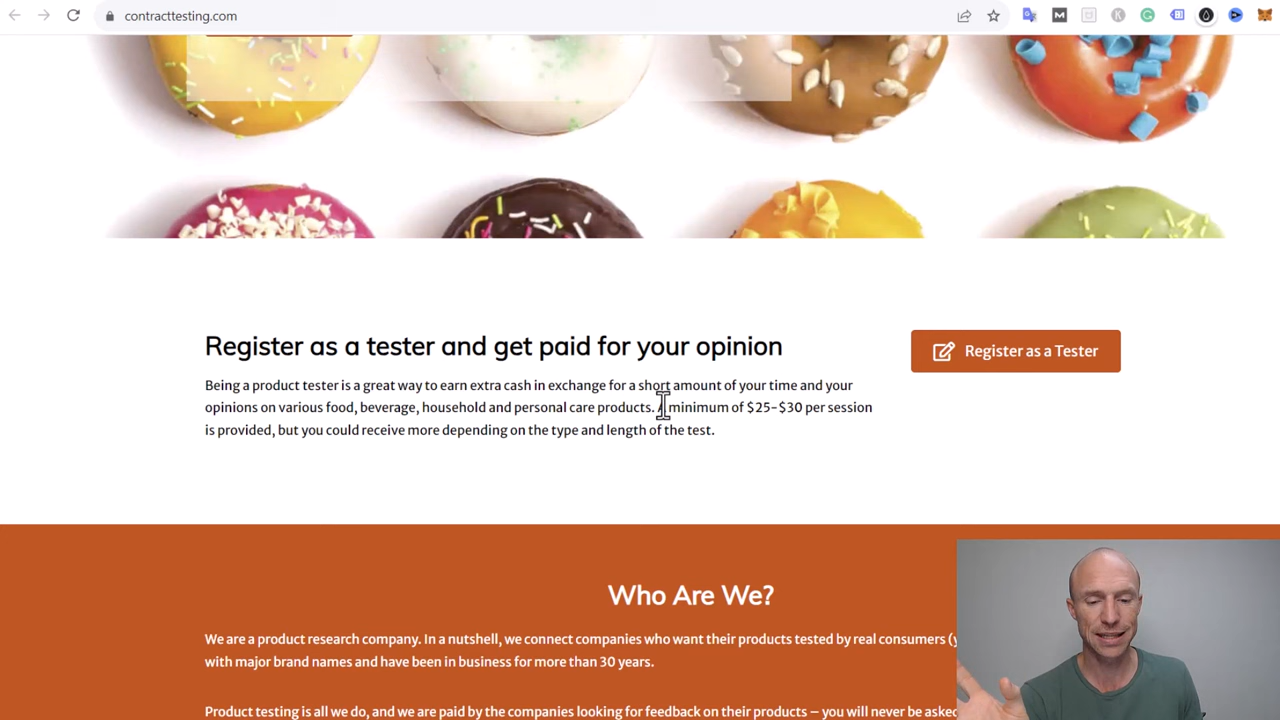 contracttesting.com
Register as a tester and get paid for your opinion
Register as a Tester
Being a product tester is a great way to earn extra cash in exchange for a short amount of your time and your
opinions on various food, beverage, household and personal care products. A minimum of $25-$30 per session
is provided, but you could receive more depending on the type and length of the test.
Who Are We?
We are a product research company. In a nutshell, we connect companies who want their products tested by real consumers (y
with major brand names and have been in business for more than 30 years.
Product testing is all we do, and we are paid by the companies looking for feedback on their products – you will never be asked